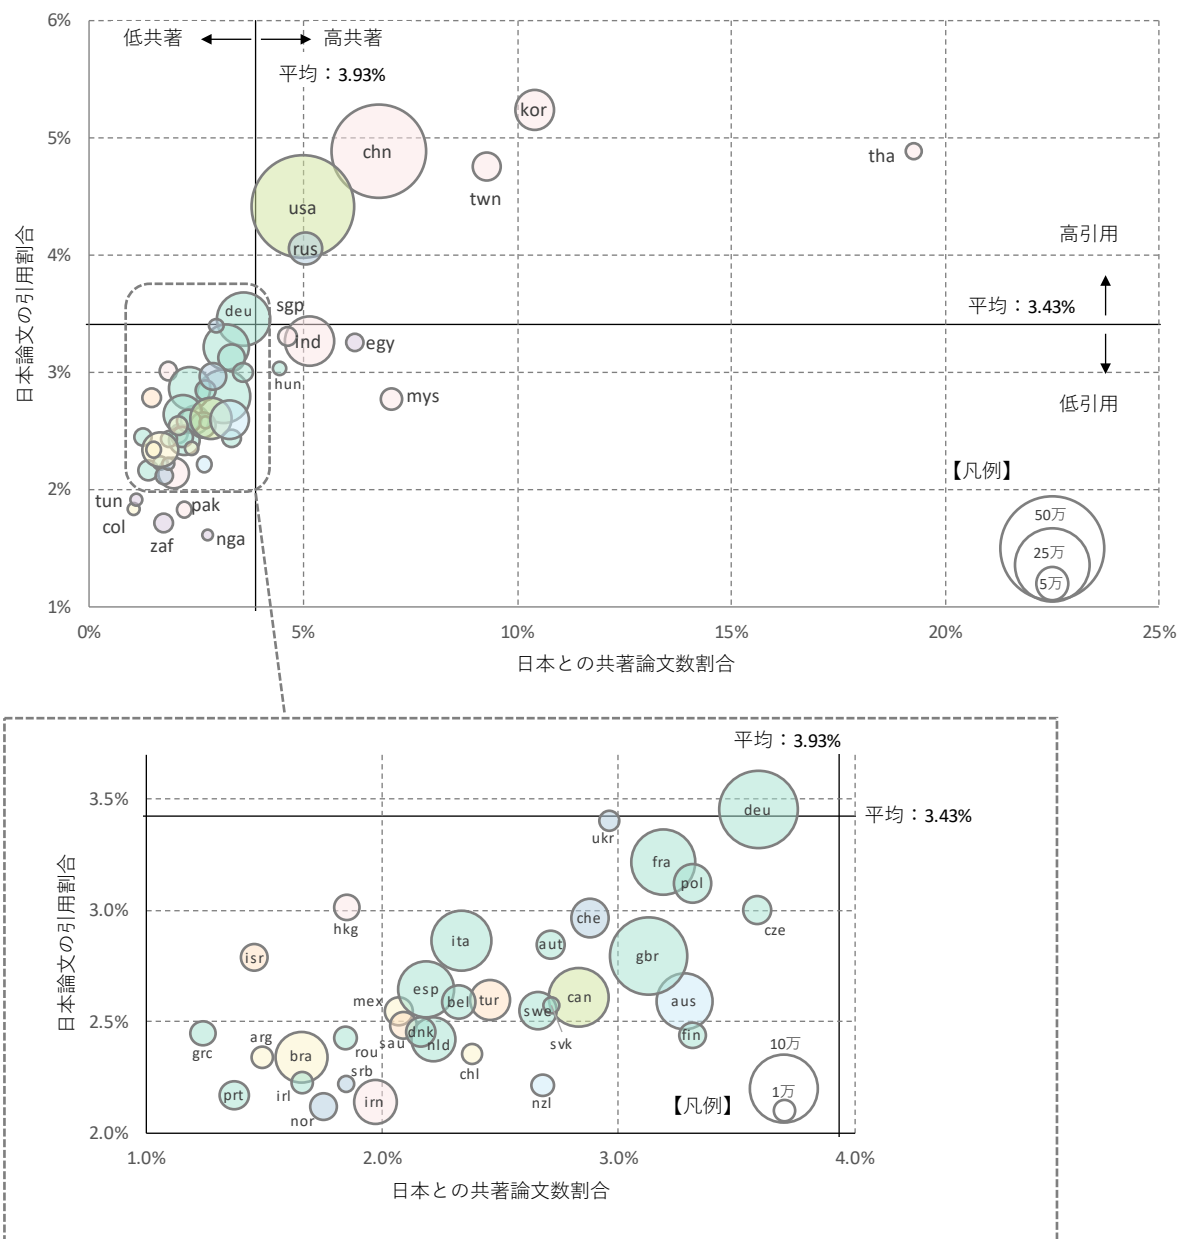 6%
低共著
高共著
平均：3.93%
kor
5%
chn
tha
twn
usa
高引用
rus
4%
日本論文の引用割合
deu
sgp
平均：3.43%
ind
egy
3%
hun
mys
低引用
【凡例】
2%
tun
pak
col
zaf
nga
50万
25万
5万
1%
0%
5%
10%
15%
20%
25%
日本との共著論文数割合
平均：3.93%
3.5%
deu
平均：3.43%
ukr
fra
pol
日本論文の引用割合
3.0%
hkg
che
cze
ita
aut
isr
gbr
esp
mex
bel
tur
can
aus
swe
2.5%
grc
arg
sau
dnk
nld
svk
fin
rou
bra
chl
10万
srb
prt
irl
nor
irn
nzl
【凡例】
1万
2.0%
1.0%
2.0%
3.0%
4.0%
日本との共著論文数割合